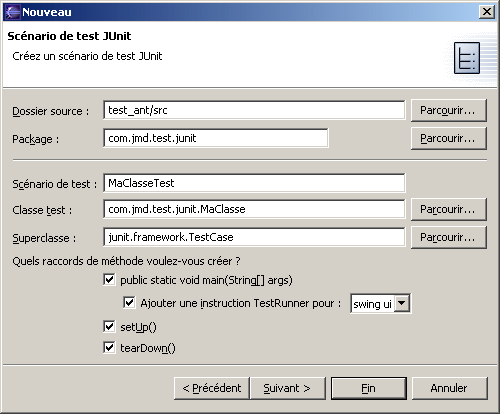 Nouveau
Scénario de test JUnit
Créez un scénario de test JUnit
Dossier source : test_ant/src Parcourir...
Package : com.jmd.test.junit Parcourir...
Scénario de test : MaClasseTest
Classe test : com.jmd.test.junit.MaClasse Parcourir...
Superclasse : junit.framework.TestCase Parcourir...
Quels raccords de méthode voulez-vous créer ?
public static void main(String[] args)
Ajouter une instruction TestRunner pour : swing ui
setUp()
tearDown()
< Précédent Suivant > Fin Annuler